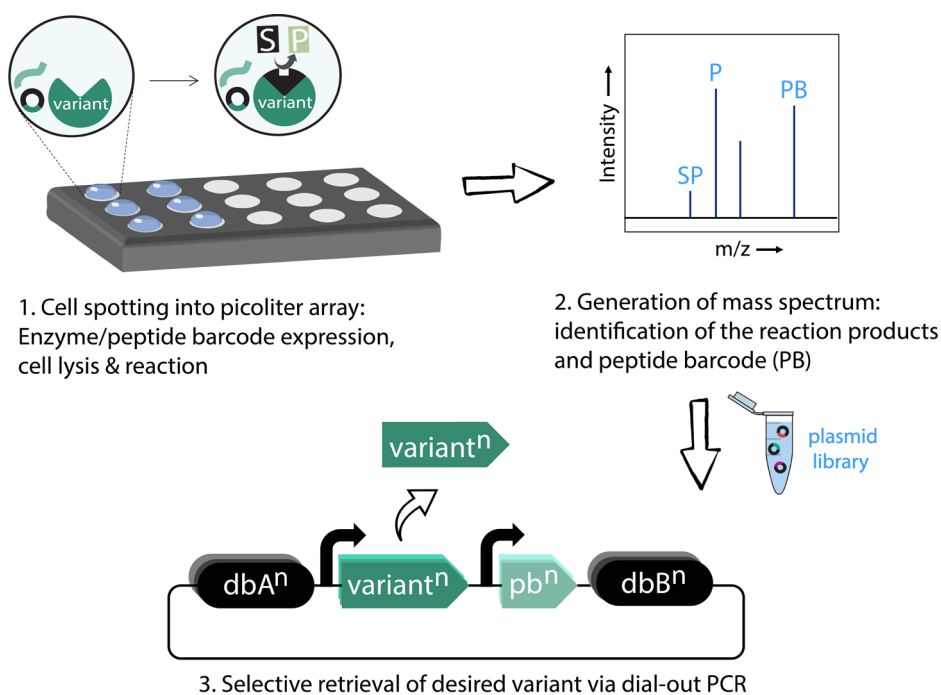 variant
S P
variant
1. Cell spotting into picoliter array:
Enzyme/peptide barcode expression,
cell lysis & reaction
Intensity
SP
P
PB
m/z
2. Generation of mass spectrum:
identification of the reaction products
and peptide barcode (PB)
plasmid
library
variantⁿ
dbAⁿ
variantⁿ
pbⁿ
dbBⁿ
3. Selective retrieval of desired variant via dial-out PCR